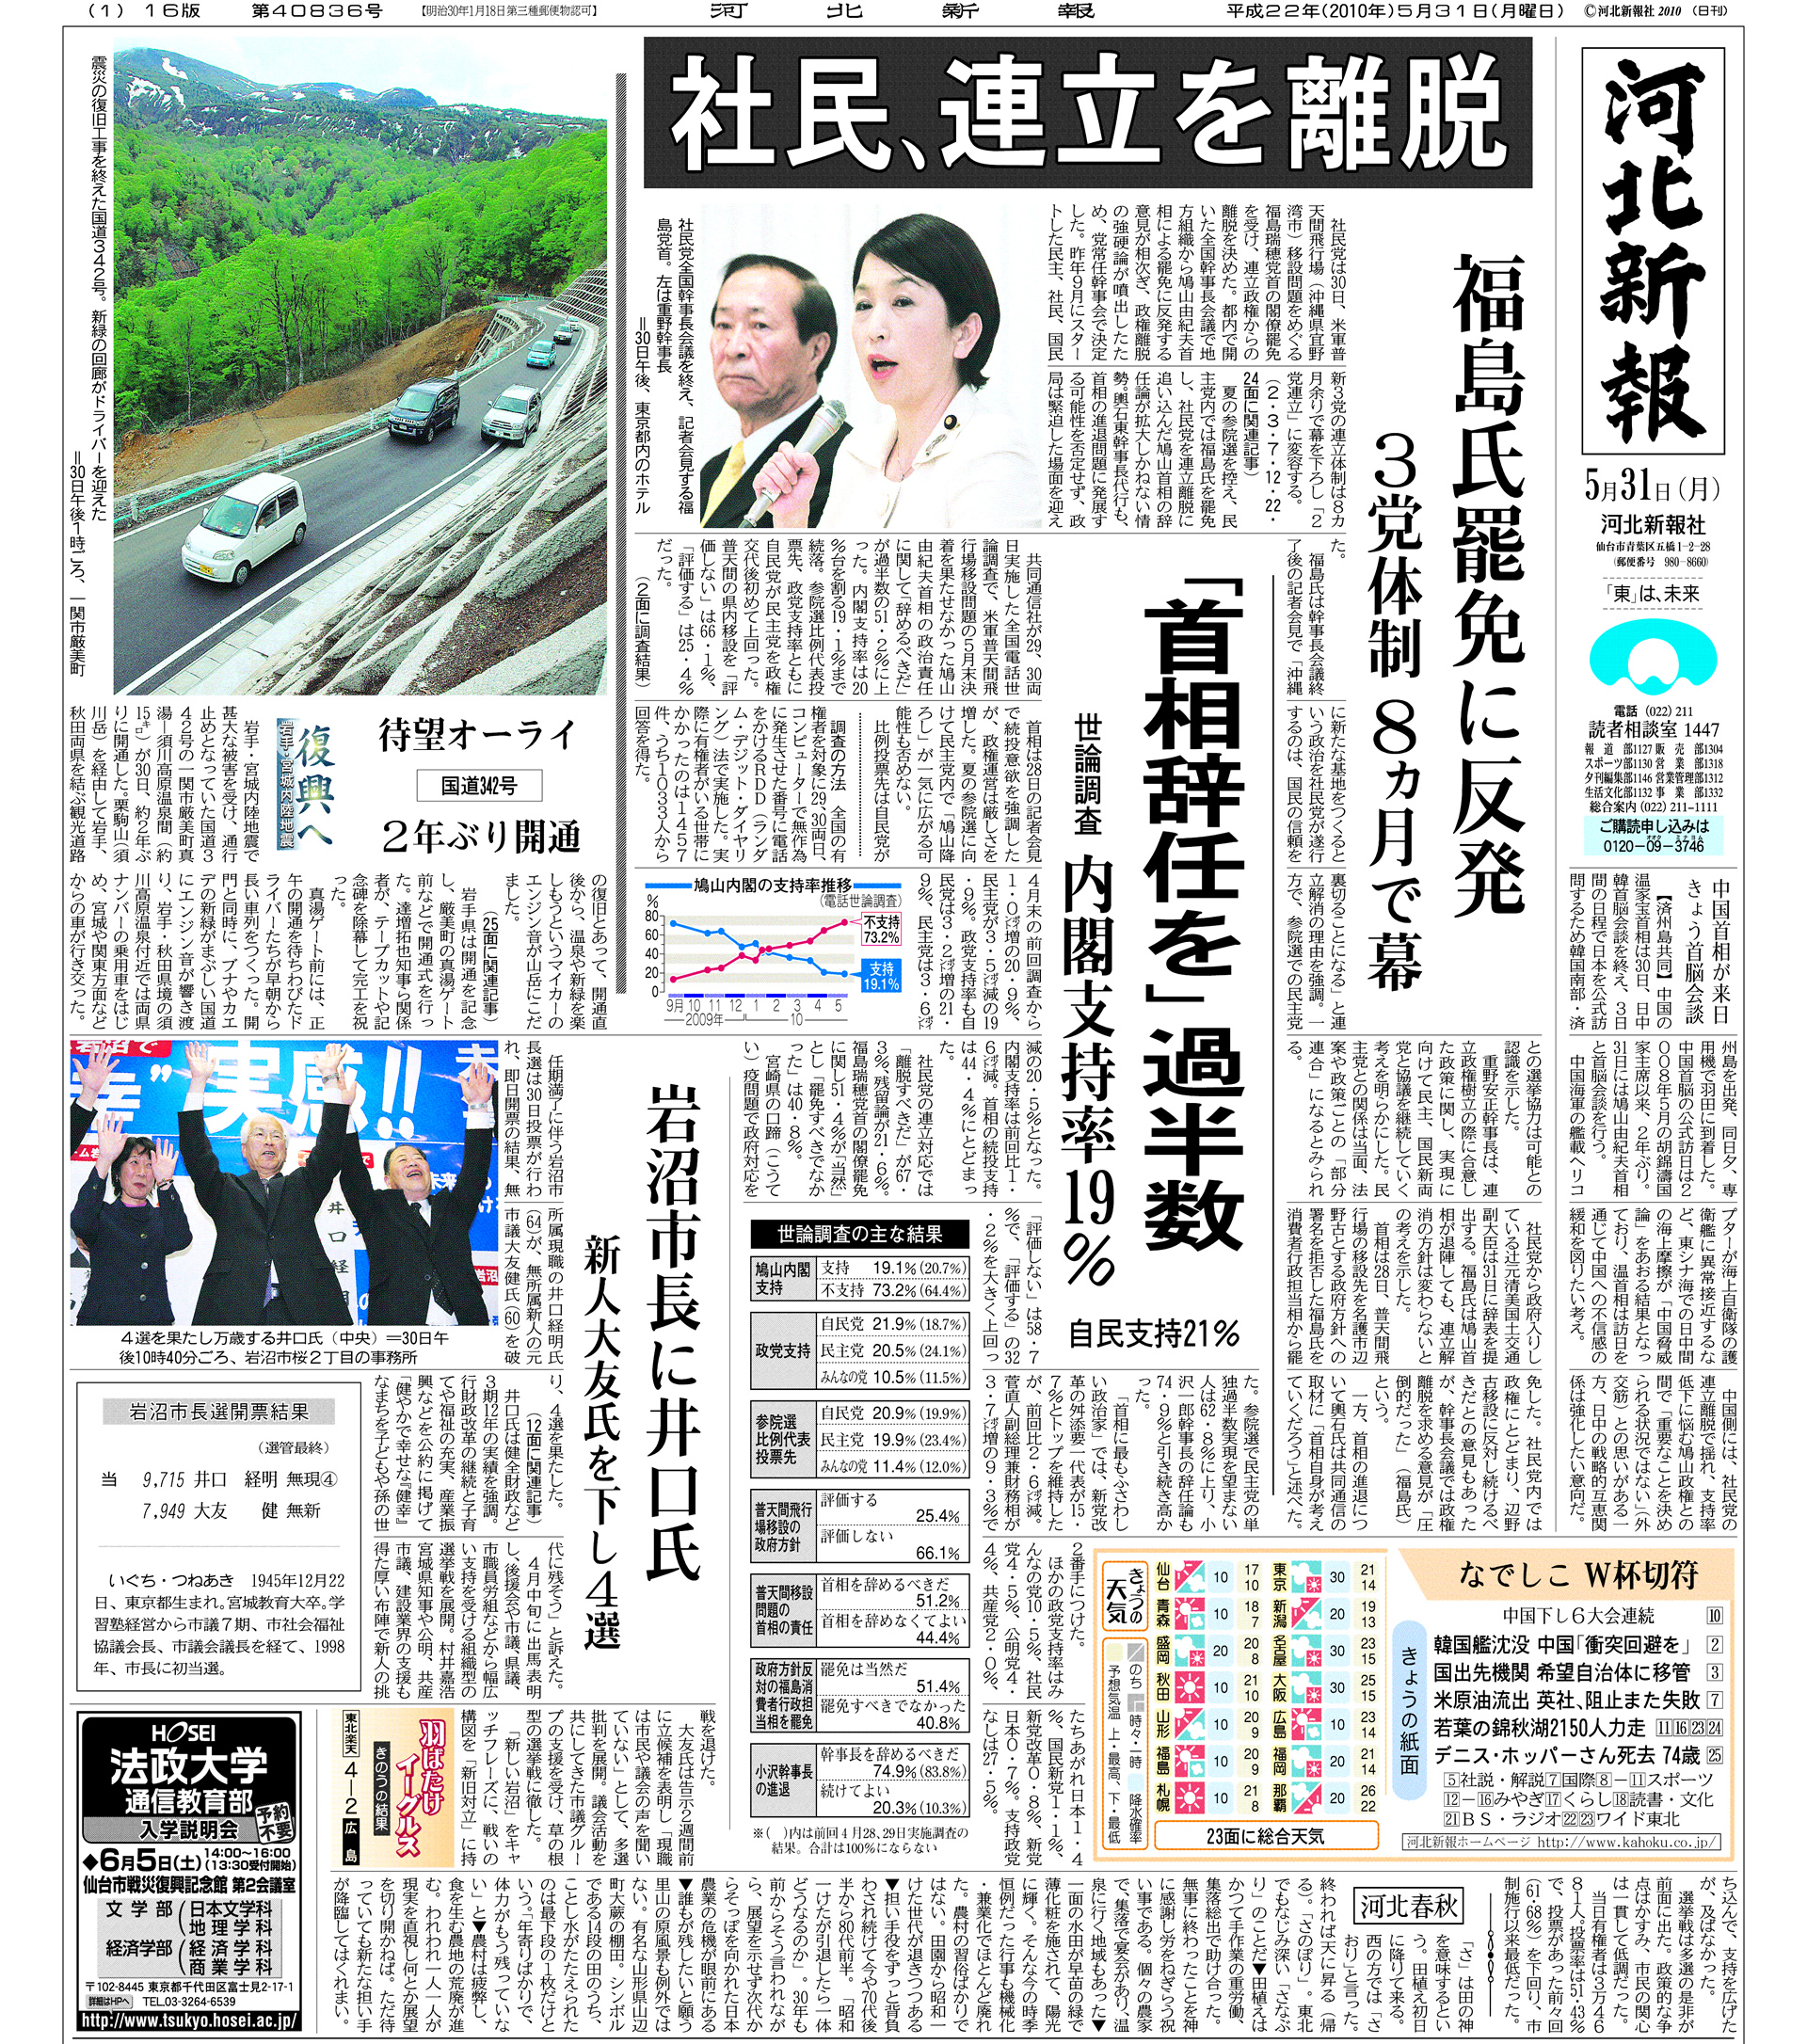 (1) 16版 第40836号 【明治30年1月18日第三種郵便物認可】 河北新報 平成22年(2010年)5月31日(月曜日) ©河北新報社 2010 (日刊)
河北新報
5月31日(月)
河北新報社
仙台市青葉区五橋1-2-28
(郵便番号 980-8660)
「東」は、未来
電話 (022) 211
読者相談室 1447
報道部1127 販売部1304
スポーツ部1130 営業部1318
夕刊編集部1146 営業管理部1312
生活文化部1132 事業部1332
総合案内 (022) 211-1111
ご購読申し込みは
0120-09-3746
社民、連立を離脱
福島氏罷免に反発
3党体制 8ヵ月で幕
社民党は30日、米軍普
天間飛行場(沖縄県宜野
湾市)移設問題をめぐる
福島瑞穂党首の閣僚罷免
を受け、連立政権からの
離脱を決めた。都内で開
いた全国幹事長会議で地
方組織から鳩山由紀夫首
相による罷免に反発する
意見が相次ぎ、政権離脱
の強硬論が噴出したた
め、党常任幹事会で決定
した。昨年9月にスター
トした民主、社民、国民
新3党の連立体制は8カ
月余りで幕を下ろし「2
党連立」に変容する。
(2・3・7・12・22・
24面に関連記事)
夏の参院選を控え、民
主党内では福島氏を罷免
し、社民党を連立離脱に
追い込んだ鳩山首相の辞
任論が拡大しかねない情
勢。輿石東幹事長代行も、
首相の進退問題に発展す
る可能性を否定せず、政
局は緊迫した場面を迎え
た。
福島氏は幹事長会議終
了後の記者会見で「沖縄
に新たな基地をつくると
いう政治を社民党が遂行
するのは、国民の信頼を
裏切ることになる」と連
立解消の理由を強調。一
方で、参院選での民主党
との選挙協力は可能との
認識を示した。
重野安正幹事長は、連
立政権樹立の際に合意し
た政策に関し、実現に
向けて民主、国民新両
党と協議を継続していく
考えを明らかにした。民
主党との関係は当面、法
案や政策ごとの「部分
連合」になるとみられ
る。
社民党から政府入りし
ている辻元清美国土交通
副大臣は31日に辞表を提
出する。福島氏は鳩山首
相が退陣しても、連立解
消の方針は変わらないと
の考えを示した。
首相は28日、普天間飛
行場の移設先を名護市辺
野古とする政府方針への
署名を拒否した福島氏を
消費者行政担当相から罷
免した。社民党内では
政権にとどまり、辺野
古移設に反対し続けるべ
きだとの意見もあった
が、幹事長会議では政権
離脱を求める意見が「圧
倒的だった」(福島氏)
という。
一方、首相の進退につ
いて輿石氏は共同通信の
取材に「首相自身が考え
ていくだろう」と述べた。
社民党全国幹事長会議を終え、記者会見する福
島党首。左は重野幹事長
=30日午後、東京都内のホテル
「首相辞任を」過半数
世論調査 内閣支持率19%
自民支持21%
共同通信社が29、30両
日実施した全国電話世
論調査で、米軍普天間飛
行場移設問題の5月末決
着を果たせなかった鳩山
由紀夫首相の政治責任
に関して「辞めるべきだ」
が過半数の51・2%に上
った。内閣支持率は20
%台を割る19・1%まで
続落。参院選比例代表投
票先、政党支持率ともに
自民党が民主党を政権
交代後初めて上回った。
普天間の県内移設を「評
価しない」は66・1%、
「評価する」は25・4%
だった。
(2面に調査結果)
首相は28日の記者会見
で続投意欲を強調した
が、政権運営は厳しさを
増した。夏の参院選に向
けて民主党内で「鳩山降
ろし」が一気に広がる可
能性も否めない。
比例投票先は自民党が
調査の方法 全国の有
権者を対象に29、30両日、
コンピューターで無作為
に発生させた番号に電話
をかけるRDD(ランダ
ム・デジット・ダイヤリ
ング)法で実施した。実
際に有権者がいる世帯に
かかったのは1457
件、うち1033人から
回答を得た。
4月末の前回調査から
1・0㌽増の20・9%、
民主党が3・5㌽減の19
・9%。政党支持率も自
民党は3・2㌽増の21・
9%、民主党は3・6㌽
減の20・5%となった。
内閣支持率は前回比1・
6㌽減。首相の続投支持
は44・4%にとどまっ
た。
社民党の連立対応では
「離脱すべきだ」が67・
3%、残留論が21・6%。
福島瑞穂党首の閣僚罷免
に関し51・4%が「当然」
とし「罷免すべきでなか
った」は40・8%。
宮崎県の口蹄(こうて
い)疫問題で政府対応を
「評価しない」は58・7
%で、「評価する」の32
・2%を大きく上回っ
た。参院選で民主党の単
独過半数実現を望まない
人は62・8%に上り、小
沢一郎幹事長の辞任論も
74・9%と引き続き高か
った。
「首相に最もふさわし
い政治家」では、新党改
革の舛添要一代表が15・
7%とトップを維持した
が、前回比2・6㌽減。
菅直人副総理兼財務相が
3・7㌽増の9・3%で
2番手につけた。
ほかの政党支持率はみ
んなの党10・5%、社民
党4・5%、公明党4・
4%、共産党2・0%、
たちあがれ日本1・4
%、国民新党1・1%、
新党改革0・8%、新党
日本0・7%。支持政党
なしは27・5%。
鳩山内閣の支持率推移
(電話世論調査)
%
80
60
40
20
0
不支持
73.2%
支持
19.1%
9月 10 11 12 1 2 3 4 5
2009年 10
世論調査の主な結果
鳩山内閣支持 支持 19.1%(20.7%)
不支持 73.2%(64.4%)
政党支持 自民党 21.9%(18.7%)
民主党 20.5%(24.1%)
みんなの党 10.5%(11.5%)
参院選比例代表投票先 自民党 20.9%(19.9%)
民主党 19.9%(23.4%)
みんなの党 11.4%(12.0%)
普天間飛行場移設の政府方針 評価する 25.4%
評価しない 66.1%
普天間移設問題の首相の責任 首相を辞めるべきだ 51.2%
首相を辞めなくてよい 44.4%
政府方針反対の福島消費者行政担当相を罷免 罷免は当然だ 51.4%
罷免すべきでなかった 40.8%
小沢幹事長の進退 幹事長を辞めるべきだ 74.9%(83.8%)
続けてよい 20.3%(10.3%)
※( )内は前回4月28、29日実施調査の
結果。合計は100%にならない
中国首相が来日
きょう首脳会談
【済州島共同】中国の
温家宝首相は30日、日中
韓首脳会談を終え、3日
間の日程で日本を公式訪
問するため韓国南部・済
州島を出発、同日夕、専
用機で羽田に到着した。
中国首脳の公式訪日は2
008年5月の胡錦濤国
家主席以来、2年ぶり。
31日には鳩山由紀夫首相
と首脳会談を行う。
中国海軍の艦載ヘリコ
プターが海上自衛隊の護
衛艦に異常接近するな
ど、東シナ海での日中間
の海上摩擦が「中国脅威
論」をあおる結果となっ
ており、温首相は訪日を
通じて中国への不信感の
緩和を図りたい考え。
中国側には、社民党の
連立離脱で揺れ、支持率
低下に悩む鳩山政権との
間で「重要なことを決め
られる状況ではない」(外
交筋)との思いがある一
方、日中の戦略的互恵関
係は強化したい意向だ。
震災の復旧工事を終えた国道342号。新緑の回廊がドライバーを迎えた
=30日午後1時ごろ、一関市厳美町
待望オーライ
国道342号
2年ぶり開通
復興へ
岩手・宮城内陸地震
岩手・宮城内陸地震で
甚大な被害を受け、通行
止めとなっていた国道3
42号の一関市厳美町真
湯―須川高原温泉間(約
15㌔)が30日、約2年ぶ
りに開通した。栗駒山(須
川岳)を経由して岩手、
秋田両県を結ぶ観光道路
の復旧とあって、開通直
後から、温泉や新緑を楽
しもうというマイカーの
エンジン音が山岳にこだ
ました。
(25面に関連記事)
岩手県は開通を記念
し、厳美町の真湯ゲート
前などで開通式を行っ
た。達増拓也知事ら関係
者が、テープカットや記
念碑を除幕して完工を祝
った。
真湯ゲート前には、正
午の開通を待ちわびたド
ライバーたちが早朝から
長い車列をつくった。開
門と同時に、ブナやカエ
デの新緑がまぶしい国道
にエンジン音が響き渡
り、岩手・秋田県境の須
川高原温泉付近では両県
ナンバーの乗用車をはじ
め、宮城や関東方面など
からの車が行き交った。
岩沼市長に井口氏
新人大友氏を下し4選
4選を果たし万歳する井口氏(中央)=30日午
後10時40分ごろ、岩沼市桜2丁目の事務所
任期満了に伴う岩沼市
長選は30日投票が行わ
れ、即日開票の結果、無
所属現職の井口経明氏
(64)が、無所属新人の元
市議大友健氏(60)を破
り、4選を果たした。
(12面に関連記事)
井口氏は健全財政など
3期12年の実績を強調。
行財政改革の継続と子育
てや福祉の充実、産業振
興などを公約に掲げて
「健やかで幸せな『健幸』
なまちを子どもや孫の世
代に残そう」と訴えた。
4月中旬に出馬表明
し、後援会や市議、県議、
市職員労組などから幅広
い支持を受ける組織型の
選挙戦を展開。村井嘉浩
宮城県知事や公明、共産
市議、建設業界の支援も
得た厚い布陣で新人の挑
戦を退けた。
大友氏は告示2週間前
に立候補を表明し「現職
は市民や議会の声を聞い
ていない」として、多選
批判を展開。議会活動を
共にしてきた市議グルー
プの支援を受け、草の根
型の選挙戦に徹した。
「新しい岩沼」をキャ
ッチフレーズに、戦いの
構図を「新旧対立」に持
ち込んで、支持を広げた
が、及ばなかった。
選挙戦は多選の是非が
前面に出た。政策的な争
点はかすみ、市民の関心
は一貫して低調だった。
当日有権者は3万46
81人。投票率は51・43%
で、投票があった前々回
(61・68%)を下回り、市
制施行以来最低だった。
岩沼市長選開票結果
(選管最終)
当 9,715 井口 経明 無現④
7,949 大友 健 無新
いぐち・つねあき 1945年12月22
日、東京都生まれ。宮城教育大卒。学
習塾経営から市議7期、市社会福祉
協議会長、市議会議長を経て、1998
年、市長に初当選。
羽ばたけイーグルス
きのうの結果
東北楽天 4―2 広島
きょうの天気
のち 時々・一時 降水確率
予想気温 上・最高、下・最低
仙台 10 17 10
青森 10 18 7
盛岡 20 20 8
秋田 10 21 10
山形 10 20 9
福島 10 20 9
札幌 10 21 8
東京 30 21 14
新潟 20 19 13
名古屋 30 23 15
大阪 30 25 15
広島 10 23 14
福岡 20 21 14
那覇 20 26 22
23面に総合天気
なでしこ W杯切符
中国下し6大会連続 10
きょうの紙面
韓国艦沈没 中国「衝突回避を」 2
国出先機関 希望自治体に移管 3
米原油流出 英社、阻止また失敗 7
若葉の錦秋湖2150人力走 11 16 23 24
デニス・ホッパーさん死去 74歳 25
5社説・解説 7国際 8―11スポーツ
12―16みやぎ 17くらし 18読書・文化
21BS・ラジオ 22 23ワイド東北
河北新報ホームページ http://www.kahoku.co.jp/
河北春秋
「さ」は田の神
を意味するとい
う。田植え初日
に降りて来る。
西の方では「さ
おり」と言った。
終われば天に昇る(帰
る)。「さのぼり」。東北
でもなじみ深い「さなぶ
り」のことだ▼田植えは
かつて手作業の重労働、
集落総出で助け合った。
無事に終わったことを神
に感謝し労をねぎらう祝
い事である。個々の農家
で、集落で宴会があり、温
泉に行く地域もあった▼
一面の水田が早苗の緑で
薄化粧を施されて、陽光
に輝く。そんな今の時季
恒例だった行事も機械化
・兼業化でほとんど廃れ
た。農村の習俗ばかりで
はない。田園から昭和一
けた世代が退きつつある
▼担い手役をずっと背負
わされ続けて今や70代後
半から80代前半。「昭和
一けたが引退したら一体
どうなるのか」。30年も
前からそう言われなが
ら、展望を示せず次代か
らそっぽを向かれた日本
農業の危機が眼前にある
▼誰もが残したいと願う
里山の原風景も例外では
ない。有名な山形県山辺
町大蕨の棚田。シンボル
である14段の田のうち、
ことし水がたたえられた
のは最下段の1枚だけと
いう。「年寄りばかりで、
体力がもう残っていな
い」と▼農村は疲弊し、
食を生む農地の荒廃が進
む。われわれ一人一人が
現実を直視し何とか展望
を切り開かねば。ただ待
っていても新たな担い手
が降臨してはくれまい。
HOSEI
法政大学
通信教育部
入学説明会
予約不要
◆6月5日(土) 14:00~16:00
(13:30受付開始)
仙台市戦災復興記念館 第2会議室
文学部 日本文学科
地理学科
経済学部 経済学科
商業学科
〒102-8445 東京都千代田区富士見2-17-1
詳細はHPへ TEL.03-3264-6539
http://www.tsukyo.hosei.ac.jp/